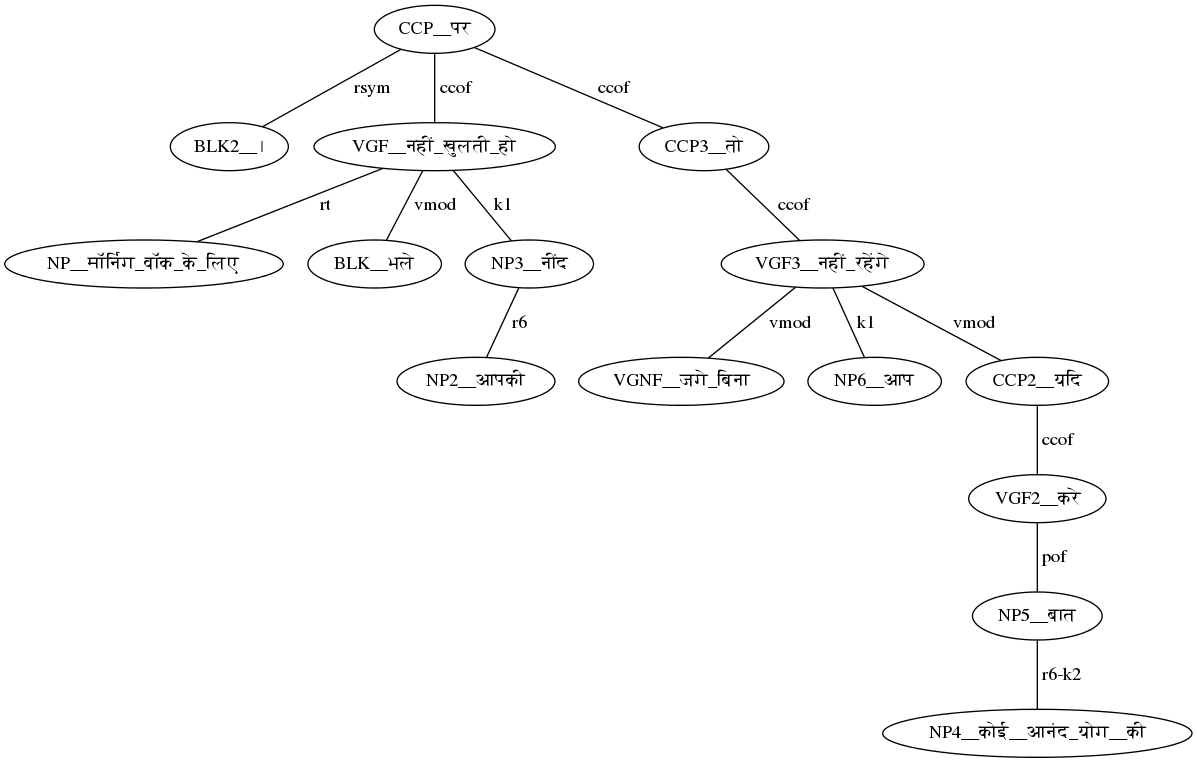 CCP__पर
rsym ccof ccof
BLK2__। VGF__नहीं_खुलती_हो CCP3__तो
rt vmod k1 ccof
NP__मॉर्निग_वॉक_के_लिए BLK__भले NP3__नींद VGF3__नहीं_रहेंगे
r6 vmod k1 vmod
NP2__आपकी VGNF__जगे_बिना NP6__आप CCP2__यदि
ccof
VGF2__करे
pof
NP5__बात
r6-k2
NP4__कोई__आनंद_योग__की